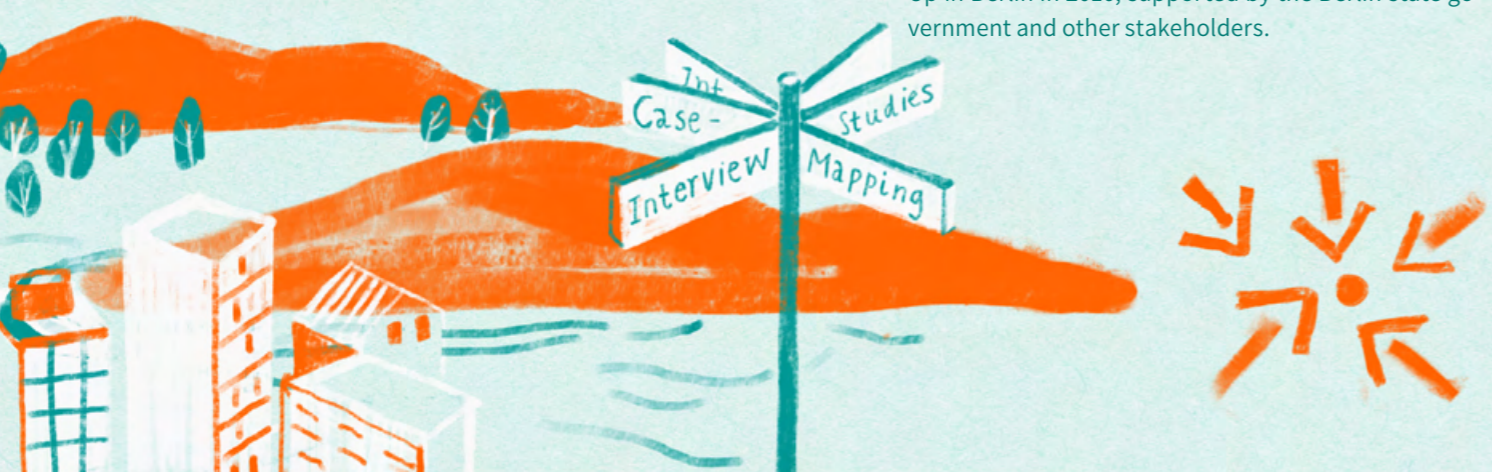 vernment and other stakeholders.
Int
Case-
Studies
Interview
Mapping